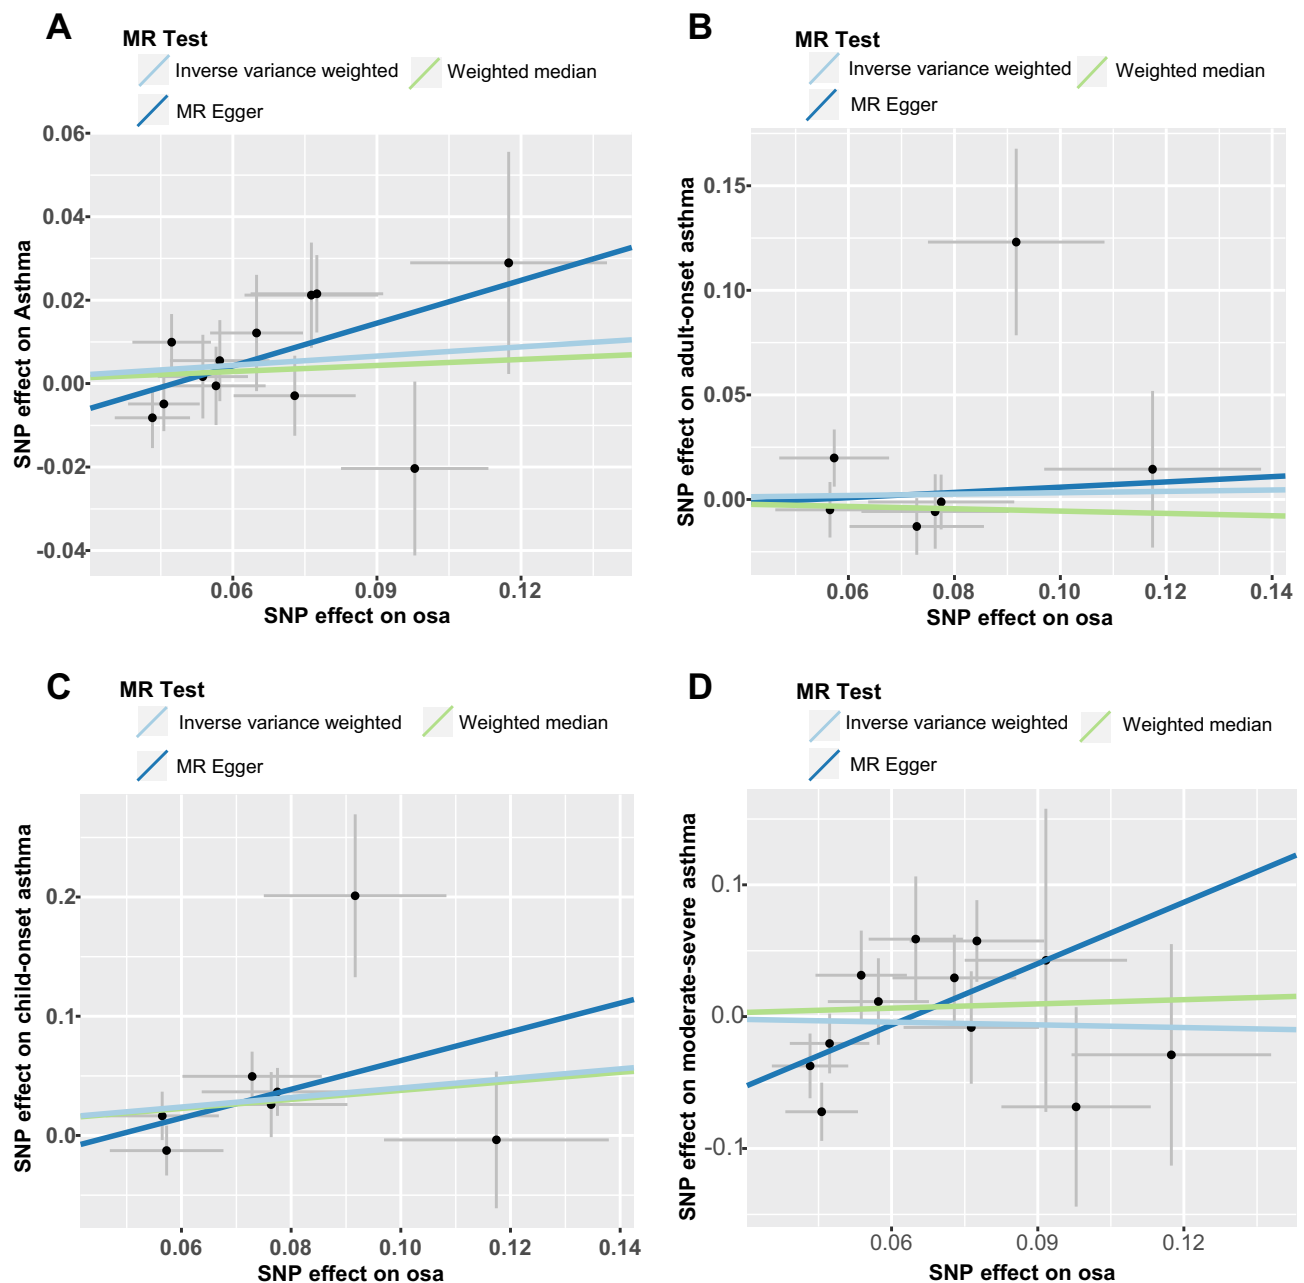 A
MR Test
Inverse variance weighted
Weighted median
MR Egger
SNP effect on Asthma
0.06
0.04
0.02
0.00
-0.02
-0.04
0.06
0.09
0.12
SNP effect on osa
B
MR Test
Inverse variance weighted
Weighted median
MR Egger
SNP effect on adult-onset asthma
0.15
0.10
0.05
0.00
0.06
0.08
0.10
0.12
0.14
SNP effect on osa
C
MR Test
Inverse variance weighted
Weighted median
MR Egger
SNP effect on child-onset asthma
0.2
0.1
0.0
0.06
0.08
0.10
0.12
0.14
SNP effect on osa
D
MR Test
Inverse variance weighted
Weighted median
MR Egger
SNP effect on moderate-severe asthma
0.1
0.0
-0.1
0.06
0.09
0.12
SNP effect on osa